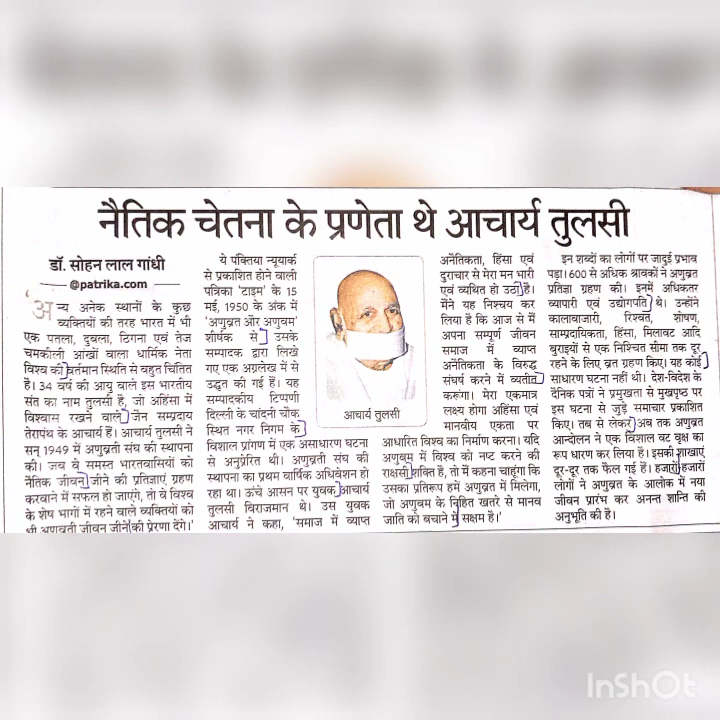 नैतिक चेतना के प्रणेता थे आचार्य तुलसी
डॉ. सोहन लाल गांधी
@patrika.com
'अन्य अनेक स्थानों के कुछ
व्यक्तियों की तरह भारत में भी
एक पतला, दुबला, ठिगना एवं तेज
चमकीली आंखों वाला धार्मिक नेता
विश्व की वर्तमान स्थिति से बहुत चिंतित
है। 34 वर्ष की आयु वाले इस भारतीय
संत का नाम तुलसी है, जो अहिंसा में
विश्वास रखने वाले जैन सम्प्रदाय
तेरापंथ के आचार्य हैं। आचार्य तुलसी ने
सन् 1949 में अणुव्रती संघ की स्थापना
की। जब वे समस्त भारतवासियों को
नैतिक जीवन जीने की प्रतिज्ञाएं ग्रहण
करवाने में सफल हो जाएंगे, तो वे विश्व
के शेष भागों में रहने वाले व्यक्तियों को
भी अणुव्रती जीवन जीने की प्रेरणा देंगे।'
ये पंक्तिया न्यूयार्क
से प्रकाशित होने वाली
पत्रिका 'टाइम' के 15
मई, 1950 के अंक में
'अणुव्रत और अणुबम'
शीर्षक से उसके
सम्पादक द्वारा लिखे
गए एक अग्रलेख में से
उद्धृत की गई हैं। यह
सम्पादकीय टिप्पणी
दिल्ली के चांदनी चौक
स्थित नगर निगम के
विशाल प्रांगण में एक असाधारण घटना
से अनुप्रेरित थी। अणुव्रती संघ की
स्थापना का प्रथम वार्षिक अधिवेशन हो
रहा था। ऊंचे आसन पर युवक आचार्य
तुलसी विराजमान थे। उस युवक
आचार्य ने कहा, 'समाज में व्याप्त
आचार्य तुलसी
अनैतिकता, हिंसा एवं
दुराचार से मेरा मन भारी
एवं व्यथित हो उठा है।
मैंने यह निश्चय कर
लिया है कि आज से मैं
अपना सम्पूर्ण जीवन
समाज में व्याप्त
अनैतिकता के विरुद्ध
संघर्ष करने में व्यतीत
करूंगा। मेरा एकमात्र
लक्ष्य होगा अहिंसा एवं
मानवीय एकता पर
आधारित विश्व का निर्माण करना। यदि
अणुबम में विश्व को नष्ट करने की
राक्षसी शक्ति है, तो में कहना चाहूंगा कि
उसका प्रतिरूप हमें अणुव्रत में मिलेगा,
जो अणुबम के निहित खतरे से मानव
जाति को बचाने में सक्षम है।'
इन शब्दों का लोगों पर जादुई प्रभाव
पड़ा। 600 से अधिक श्रावकों ने अणुव्रत
प्रतिज्ञा ग्रहण की। इनमें अधिकतर
व्यापारी एवं उद्योगपति थे। उन्होंने
कालाबाजारी, रिश्वत, शोषण,
साम्प्रदायिकता, हिंसा, मिलावट आदि
बुराइयों से एक निश्चित सीमा तक दूर
रहने के लिए व्रत ग्रहण किए। यह कोई
साधारण घटना नहीं थी। देश-विदेश के
दैनिक पत्रों ने प्रमुखता से मुखपृष्ठ पर
इस घटना से जुड़े समाचार प्रकाशित
किए। तब से लेकर अब तक अणुव्रत
आन्दोलन ने एक विशाल वट वृक्ष का
रूप धारण कर लिया है। इसकी शाखाएं
दूर-दूर तक फैल गई हैं। हजारों हजारों
लोगों ने अणुव्रत के आलोक में नया
जीवन प्रारंभ कर अनन्त शान्ति की
अनुभूति की है।
InShOt